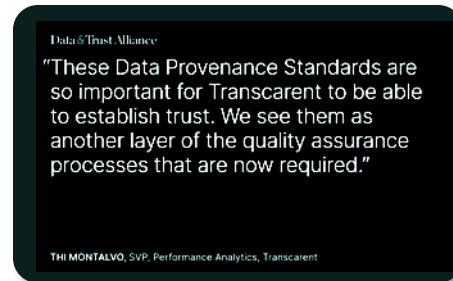 Data&Trust Alliance
“These Data Provenance Standards are
so important for Transcarent to be able
to establish trust. We see them as
another layer of the quality assurance
processes that are now required.”
THI MONTALVO, SVP, Performance Analytics, Transcarent